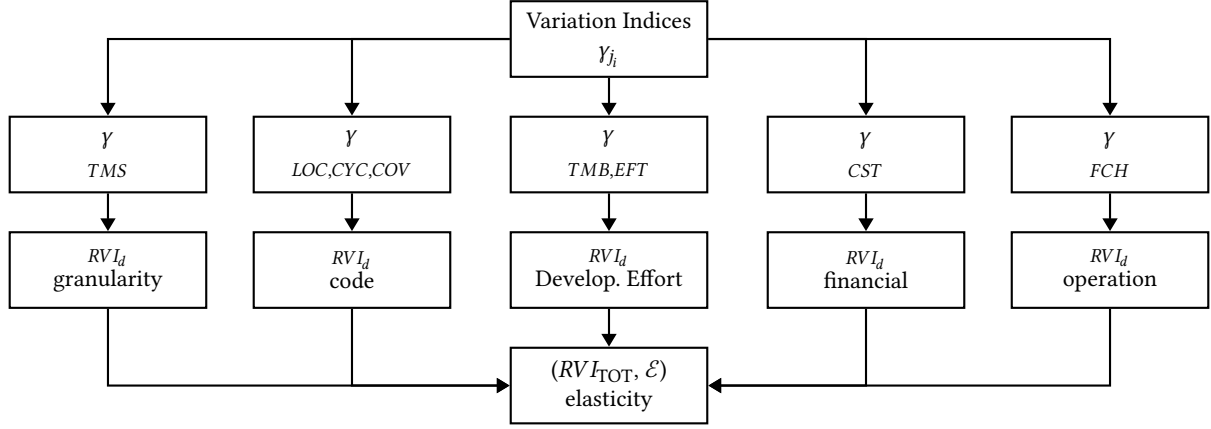 Variation Indices
γ_{j_i}
γ
TMS
γ
LOC,CYC,COV
γ
TMB,EFT
γ
CST
γ
FCH
RVI_d
granularity
RVI_d
code
RVI_d
Develop. Effort
RVI_d
financial
RVI_d
operation
(RVI_TOT, ℰ)
elasticity